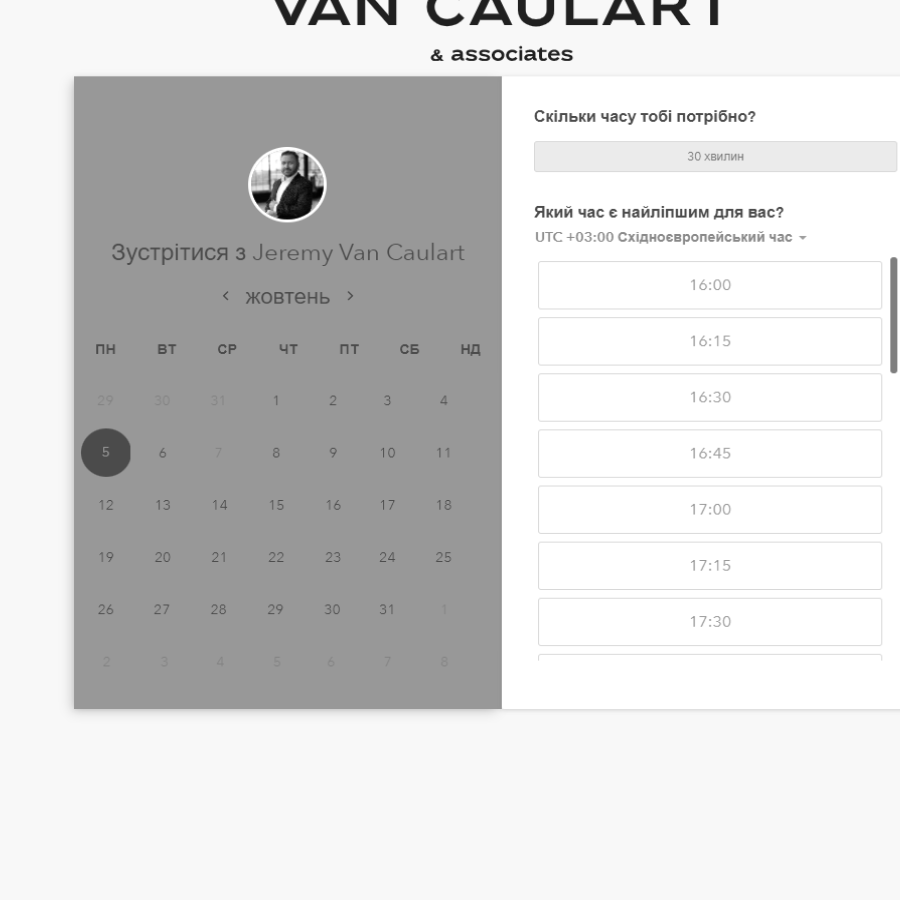 VAN CAULART
& associates
Зустрітися з Jeremy Van Caulart
жовтень
ПН ВТ СР ЧТ ПТ СБ НД
29 30 31 1 2 3 4
5 6 7 8 9 10 11
12 13 14 15 16 17 18
19 20 21 22 23 24 25
26 27 28 29 30 31 1
2 3 4 5 6 7 8
Скільки часу тобі потрібно?
30 хвилин
Який час є найліпшим для вас?
UTC +03:00 Східноєвропейський час
16:00
16:15
16:30
16:45
17:00
17:15
17:30